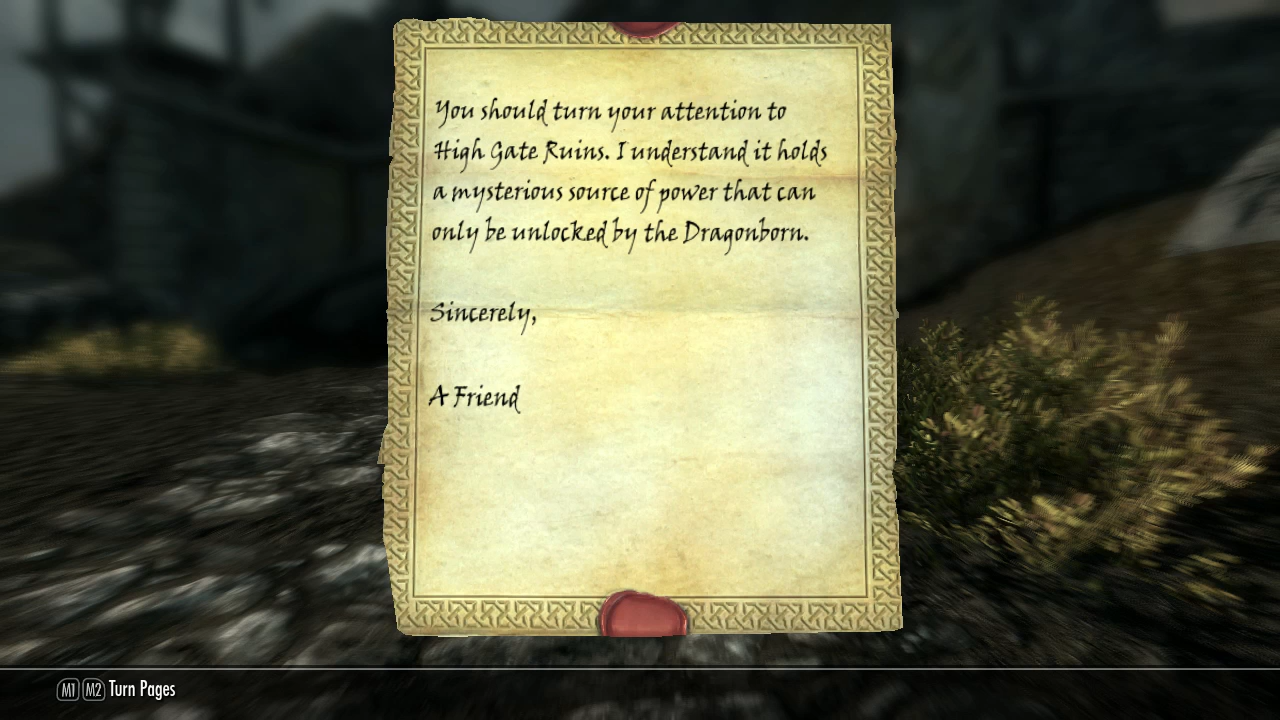 You should turn your attention to
High Gate Ruins. I understand it holds
a mysterious source of power that can
only be unlocked by the Dragonborn.
Sincerely,
A Friend
M1 M2 Turn Pages